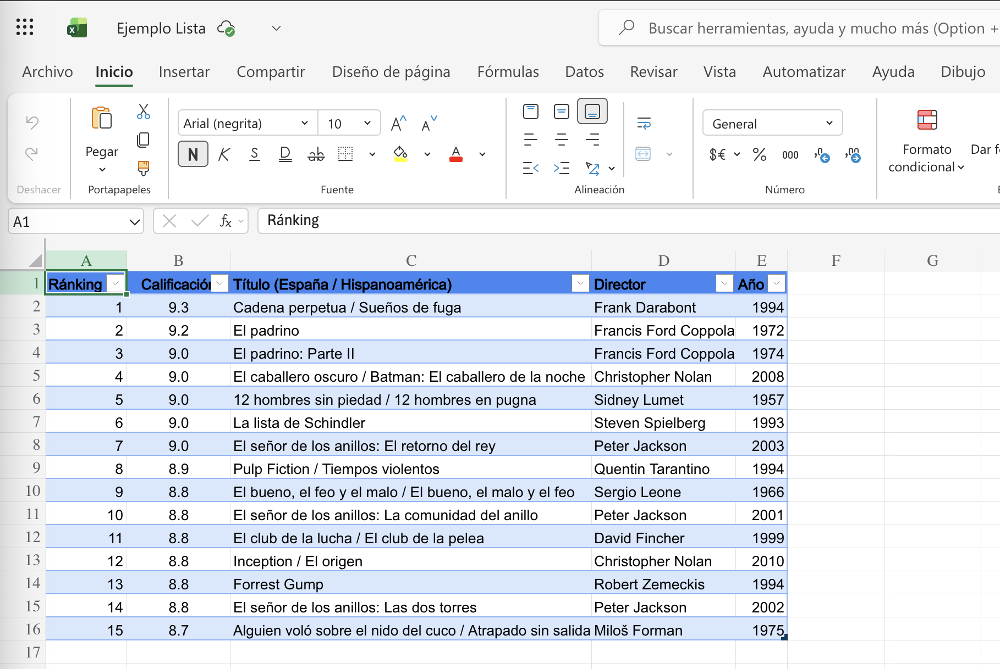 Ejemplo Lista
Buscar herramientas, ayuda y mucho más (Option +
Archivo Inicio Insertar Compartir Diseño de página Fórmulas Datos Revisar Vista Automatizar Ayuda Dibujo
Deshacer
Pegar
Portapapeles
Arial (negrita) 10
N K S D ab
Fuente
Alineación
General
$€ % 000
Número
Formato
condicional
Dar
A1 fx Ránking
A B C D E F G
1 Ránking Calificación Título (España / Hispanoamérica) Director Año
2 1 9.3 Cadena perpetua / Sueños de fuga Frank Darabont 1994
3 2 9.2 El padrino Francis Ford Coppola 1972
4 3 9.0 El padrino: Parte II Francis Ford Coppola 1974
5 4 9.0 El caballero oscuro / Batman: El caballero de la noche Christopher Nolan 2008
6 5 9.0 12 hombres sin piedad / 12 hombres en pugna Sidney Lumet 1957
7 6 9.0 La lista de Schindler Steven Spielberg 1993
8 7 9.0 El señor de los anillos: El retorno del rey Peter Jackson 2003
9 8 8.9 Pulp Fiction / Tiempos violentos Quentin Tarantino 1994
10 9 8.8 El bueno, el feo y el malo / El bueno, el malo y el feo Sergio Leone 1966
11 10 8.8 El señor de los anillos: La comunidad del anillo Peter Jackson 2001
12 11 8.8 El club de la lucha / El club de la pelea David Fincher 1999
13 12 8.8 Inception / El origen Christopher Nolan 2010
14 13 8.8 Forrest Gump Robert Zemeckis 1994
15 14 8.8 El señor de los anillos: Las dos torres Peter Jackson 2002
16 15 8.7 Alguien voló sobre el nido del cuco / Atrapado sin salida Miloš Forman 1975
17